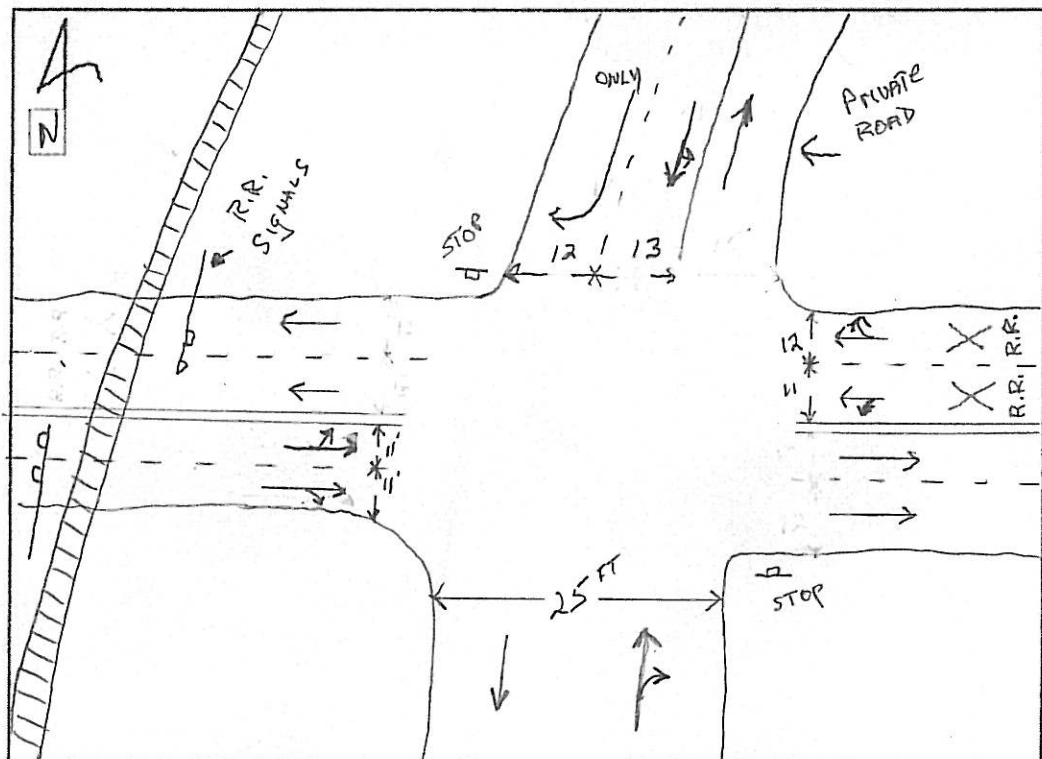 N
R.R.
SIGNALS
ONLY
PRIVATE
ROAD
STOP
12
13
12
11
R.R.
R.R.
11'
11'
25 FT
STOP